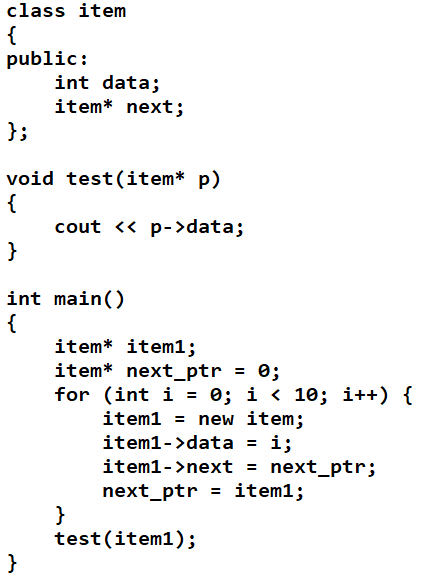 class item
{
public:
    int data;
    item* next;
};

void test(item* p)
{
    cout << p->data;
}

int main()
{
    item* item1;
    item* next_ptr = 0;
    for (int i = 0; i < 10; i++) {
        item1 = new item;
        item1->data = i;
        item1->next = next_ptr;
        next_ptr = item1;
    }
    test(item1);
}